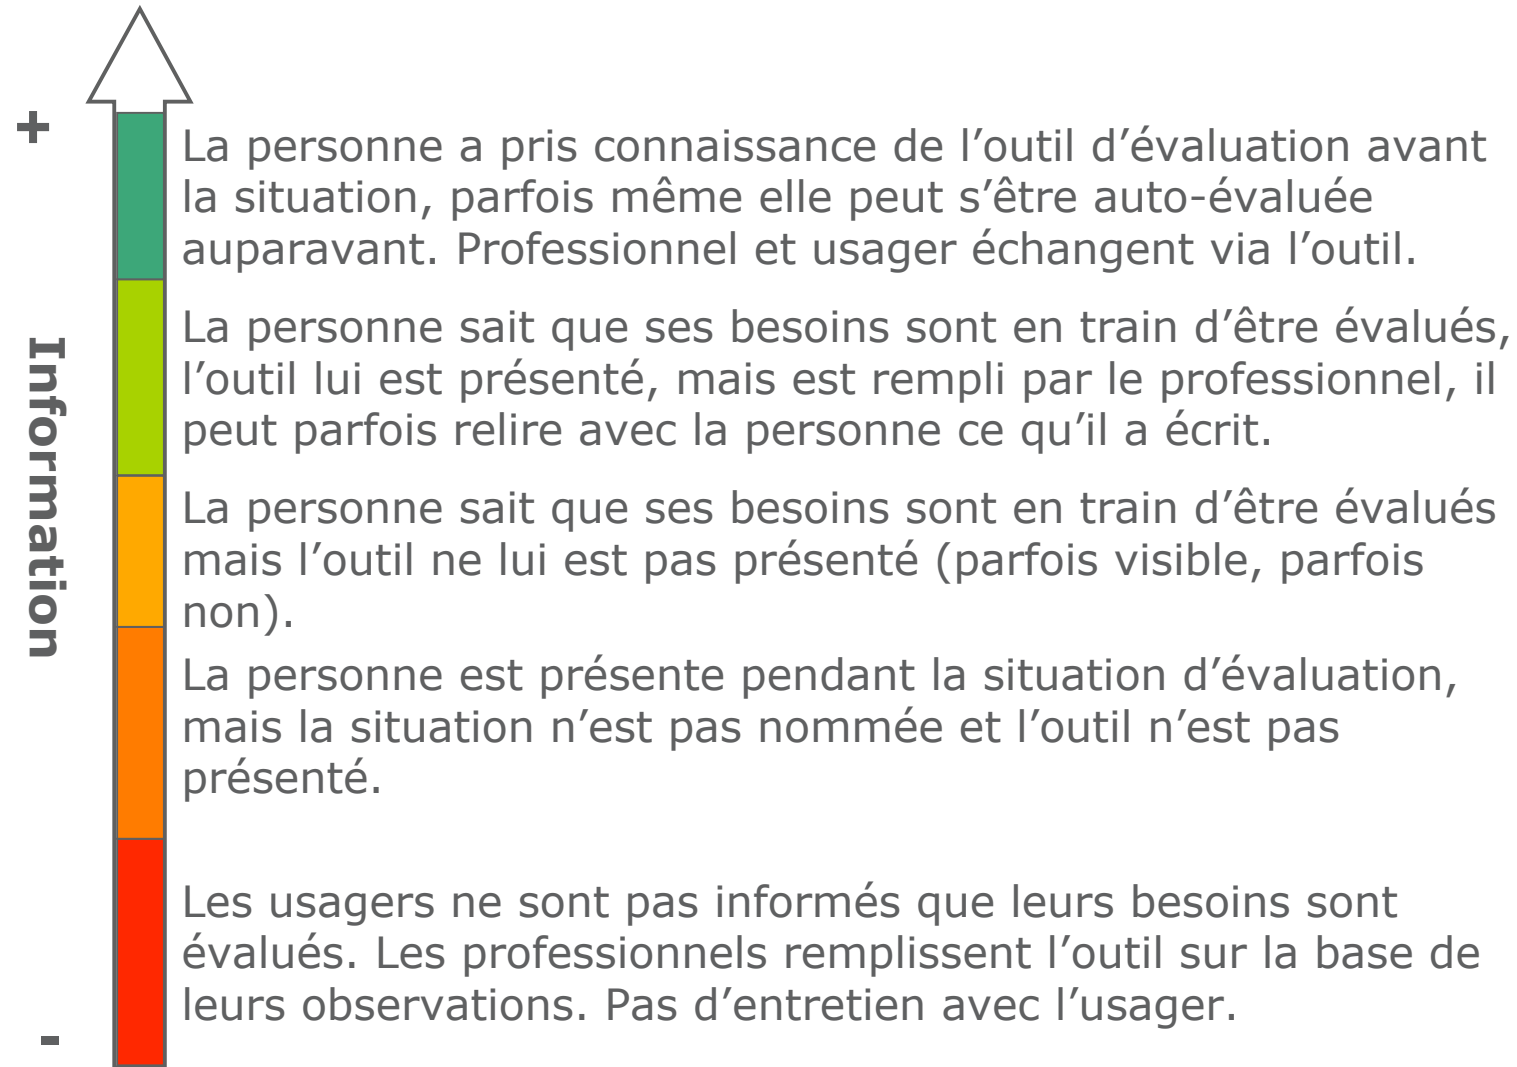 +
La personne a pris connaissance de l’outil d’évaluation avant
la situation, parfois même elle peut s’être auto-évaluée
auparavant. Professionnel et usager échangent via l’outil.
La personne sait que ses besoins sont en train d’être évalués,
l’outil lui est présenté, mais est rempli par le professionnel, il
peut parfois relire avec la personne ce qu’il a écrit.
Information
La personne sait que ses besoins sont en train d’être évalués
mais l’outil ne lui est pas présenté (parfois visible, parfois
non).
La personne est présente pendant la situation d’évaluation,
mais la situation n’est pas nommée et l’outil n’est pas
présenté.
Les usagers ne sont pas informés que leurs besoins sont
évalués. Les professionnels remplissent l’outil sur la base de
leurs observations. Pas d’entretien avec l’usager.
-